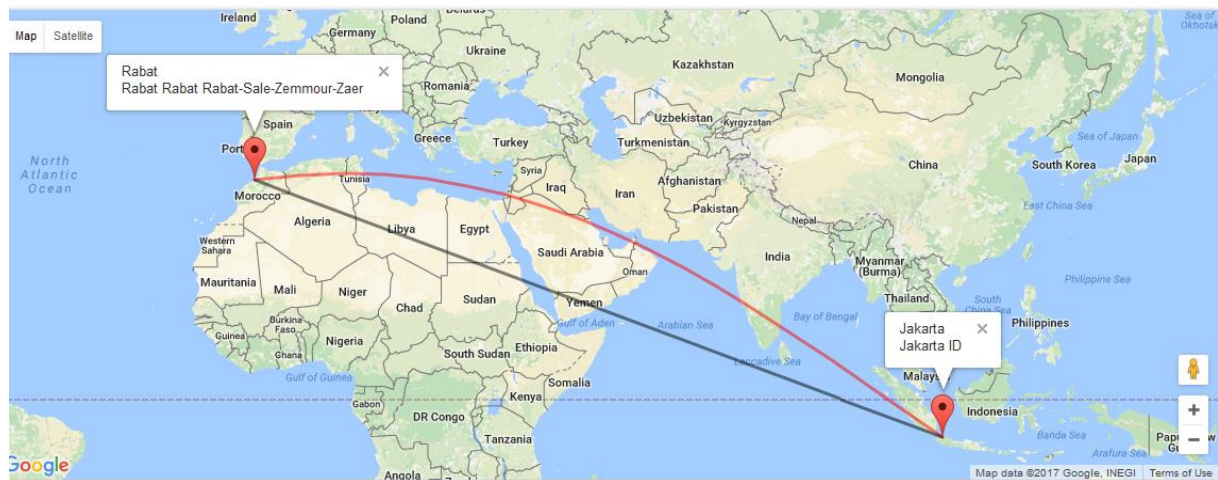 Map Satellite
Rabat
Rabat Rabat Rabat-Sale-Zemmour-Zaer
Jakarta
Jakarta ID
Ireland
Poland
Germany
Ukraine
Kazakhstan
Mongolia
Romania
Spain
Uzbekistan
Kyrgyzstan
Sea of Japan
Port
Greece
Turkey
Turkmenistan
North
Atlantic
Ocean
China
South Korea
Japan
Tunisia
Syria
Iraq
Iran
Afghanistan
Morocco
Pakistan
East China Sea
Algeria
Libya
Egypt
Nepal
Western
Sahara
Saudi Arabia
India
Myanmar
(Burma)
Oman
Mauritania
Mali
Niger
Chad
Sudan
Yemen
Thailand
Philippine Sea
South
China Sea
Gulf of Aden
Arabian Sea
Bay of Bengal
Philippines
Burkina
Faso
Guinea
Nigeria
Ghana
South Sudan
Ethiopia
Laccadive Sea
Gulf of Guinea
Somalia
Malaysia
Gabon
Kenya
DR Congo
Indonesia
Tanzania
Banda Sea
Arafura Sea
Angola
Sea of
Okhotsk
Google
Map data ©2017 Google, INEGI Terms of Use